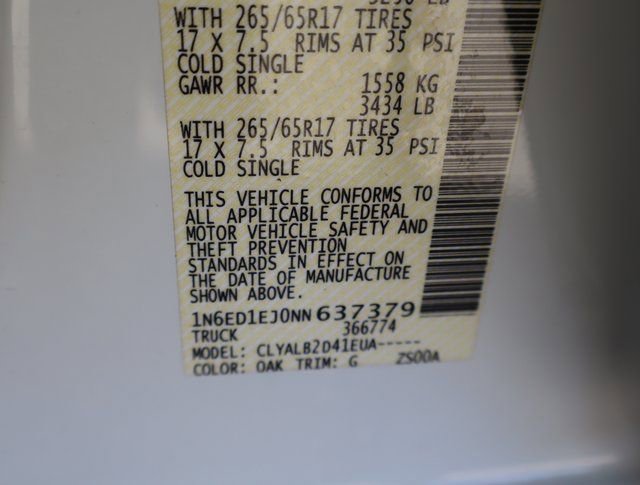 WITH 265/65R17 TIRES
17 X 7.5 RIMS AT 35 PSI
COLD SINGLE
GAWR RR.: 1558 KG
3434 LB
WITH 265/65R17 TIRES
17 X 7.5 RIMS AT 35 PSI
COLD SINGLE
THIS VEHICLE CONFORMS TO
ALL APPLICABLE FEDERAL
MOTOR VEHICLE SAFETY AND
THEFT PREVENTION
STANDARDS IN EFFECT ON
THE DATE OF MANUFACTURE
SHOWN ABOVE.
1N6ED1EJ0NN637379
TRUCK 366774
MODEL: CLYALB2D41EUA-----
COLOR: OAK TRIM: G ZS00A